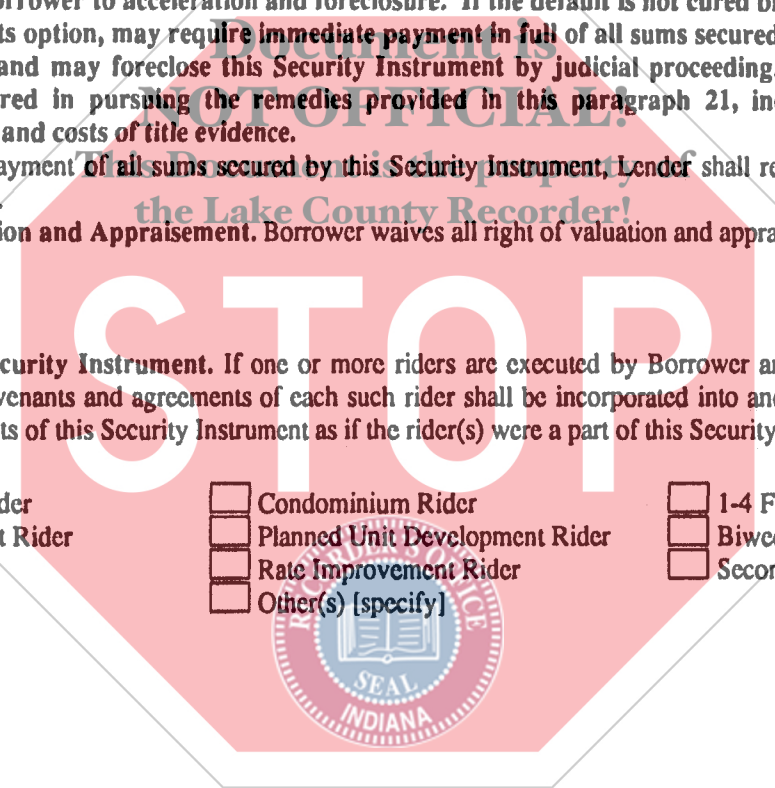 orrower to acceleration and foreclosure. If the default is not cured
ts option, may require immediate payment in full of all sums secured
and may foreclose this Security Instrument by judicial proceeding.
red in pursuing the remedies provided in this paragraph 21, in
and costs of title evidence.
ayment of all sums secured by this Security Instrument, Lender shall re
ion and Appraisement. Borrower waives all right of valuation and appra
Document is
NOT OFFICIAL!
This Document is the property of
the Lake County Recorder!
STOP
curity Instrument. If one or more riders are executed by Borrower a
venants and agreements of each such rider shall be incorporated into and
ts of this Security Instrument as if the rider(s) were a part of this Security
der Condominium Rider 1-4 F
t Rider Planned Unit Development Rider Biwee
Rate Improvement Rider Secon
Other(s) [specify]
RECORDER'S OFFICE
SEAL
INDIANA